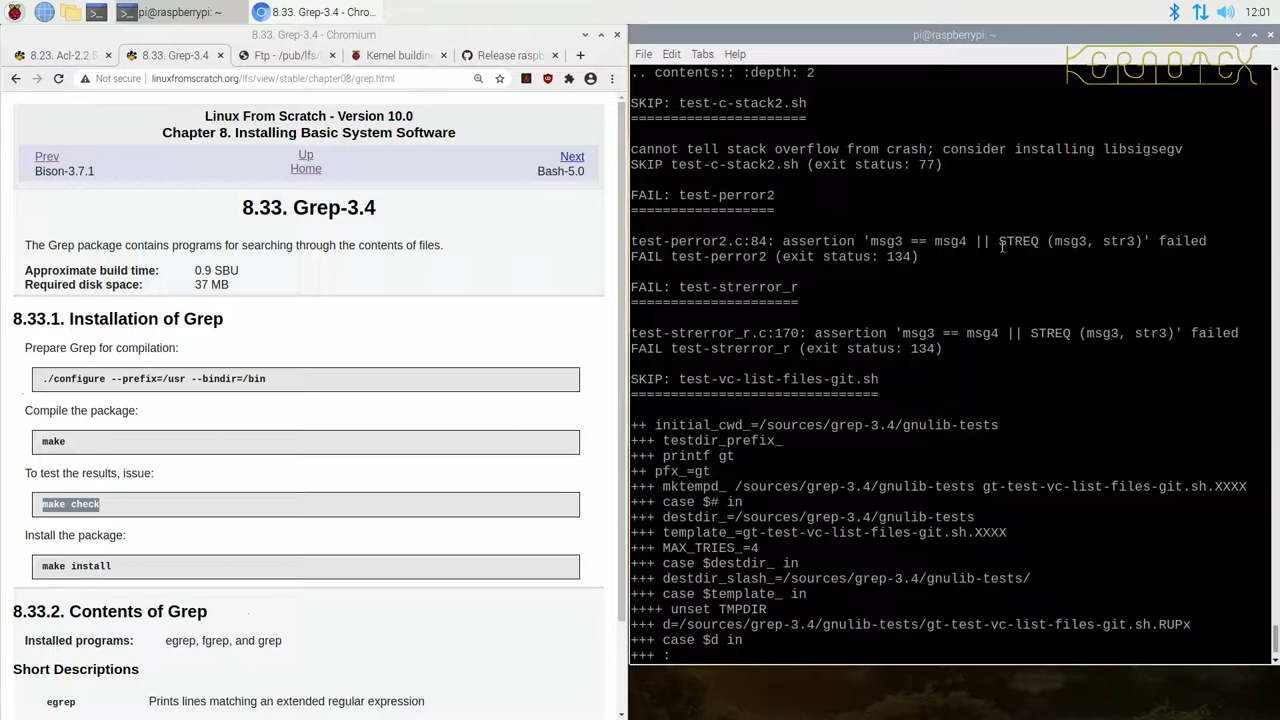 pi@raspberrypi: ~
8.33. Grep-3.4 - Chro...
12:01
8.33. Grep-3.4 - Chromium
pi@raspberrypi: ~
8.23. Acl-2.2.5
8.33. Grep-3.4
Ftp - /pub/lfs/
Kernel building
Release raspb
Not secure | linuxfromscratch.org/lfs/view/stable/chapter08/grep.html
Linux From Scratch - Version 10.0
Chapter 8. Installing Basic System Software
Prev
Up
Next
Bison-3.7.1
Home
Bash-5.0
8.33. Grep-3.4
The Grep package contains programs for searching through the contents of files.
Approximate build time: 0.9 SBU
Required disk space: 37 MB
8.33.1. Installation of Grep
Prepare Grep for compilation:
./configure --prefix=/usr --bindir=/bin
Compile the package:
make
To test the results, issue:
make check
Install the package:
make install
8.33.2. Contents of Grep
Installed programs: egrep, fgrep, and grep
Short Descriptions
egrep Prints lines matching an extended regular expression
File Edit Tabs Help
KERNOTEX
.. contents:: :depth: 2
SKIP: test-c-stack2.sh
======================
cannot tell stack overflow from crash; consider installing libsigsegv
SKIP test-c-stack2.sh (exit status: 77)
FAIL: test-perror2
==================
test-perror2.c:84: assertion 'msg3 == msg4 || STREQ (msg3, str3)' failed
FAIL test-perror2 (exit status: 134)
FAIL: test-strerror_r
=====================
test-strerror_r.c:170: assertion 'msg3 == msg4 || STREQ (msg3, str3)' failed
FAIL test-strerror_r (exit status: 134)
SKIP: test-vc-list-files-git.sh
===============================
++ initial_cwd_=/sources/grep-3.4/gnulib-tests
+++ testdir_prefix_
+++ printf gt
++ pfx_=gt
+++ mktempd_ /sources/grep-3.4/gnulib-tests gt-test-vc-list-files-git.sh.XXXX
+++ case $# in
+++ destdir_=/sources/grep-3.4/gnulib-tests
+++ template_=gt-test-vc-list-files-git.sh.XXXX
+++ MAX_TRIES_=4
+++ case $destdir_ in
+++ destdir_slash_=/sources/grep-3.4/gnulib-tests/
+++ case $template_ in
++++ unset TMPDIR
+++ d=/sources/grep-3.4/gnulib-tests/gt-test-vc-list-files-git.sh.RUPx
+++ case $d in
+++ :